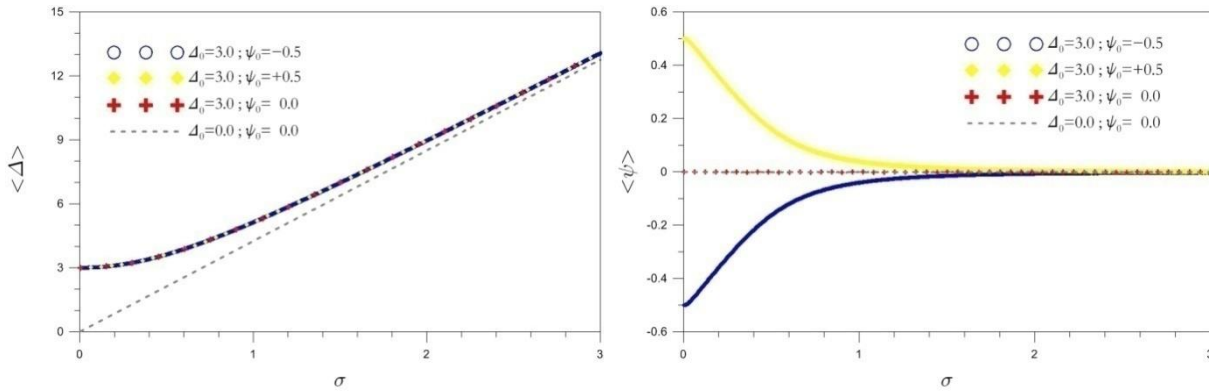 15
12
9
6
3
0
<Δ>
Δ₀=3.0 ; ψ₀=−0.5
Δ₀=3.0 ; ψ₀=+0.5
Δ₀=3.0 ; ψ₀= 0.0
Δ₀=0.0 ; ψ₀= 0.0
0 1 2 3
σ
0.6
0.4
0.2
0
-0.2
-0.4
-0.6
<ψ>
Δ₀=3.0 ; ψ₀=−0.5
Δ₀=3.0 ; ψ₀=+0.5
Δ₀=3.0 ; ψ₀= 0.0
Δ₀=0.0 ; ψ₀= 0.0
0 1 2 3
σ